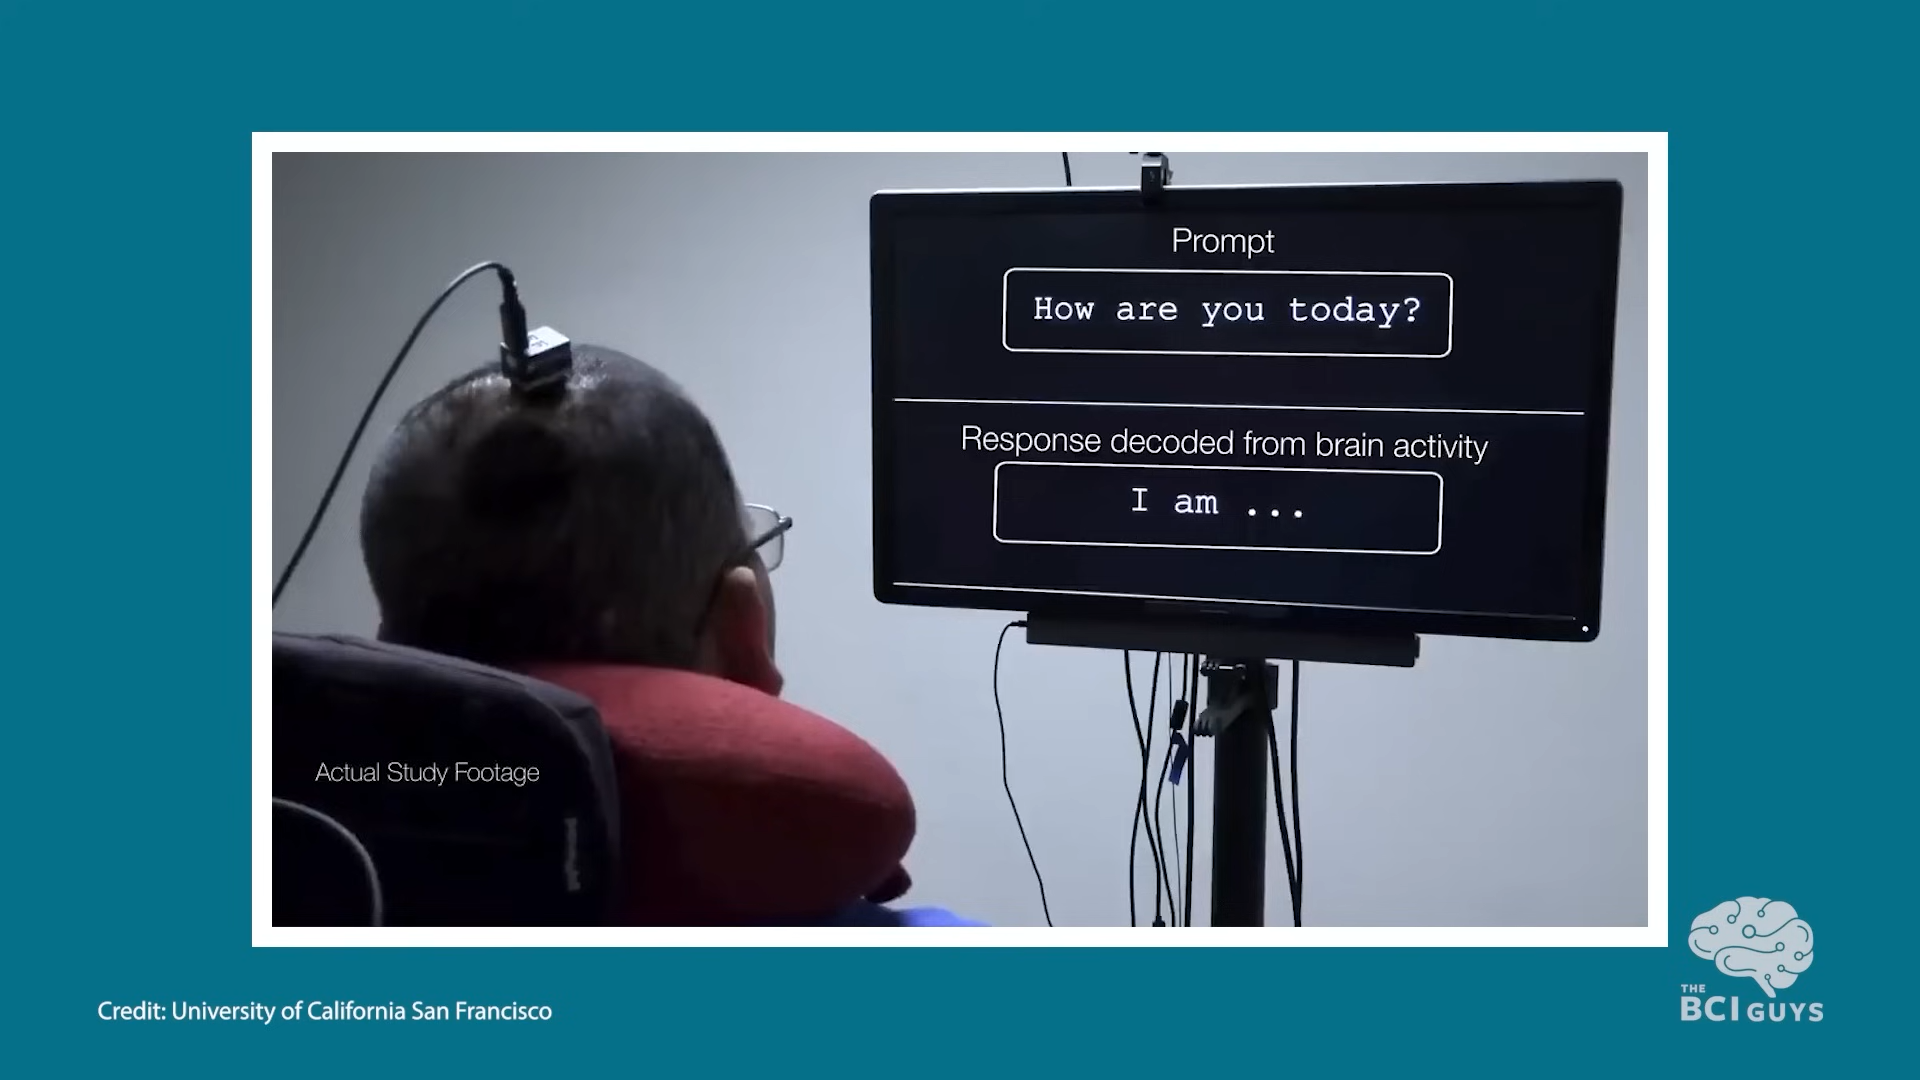 Prompt
How are you today?
Response decoded from brain activity
I am ...
Actual Study Footage
Credit: University of California San Francisco
THE
BCI GUYS